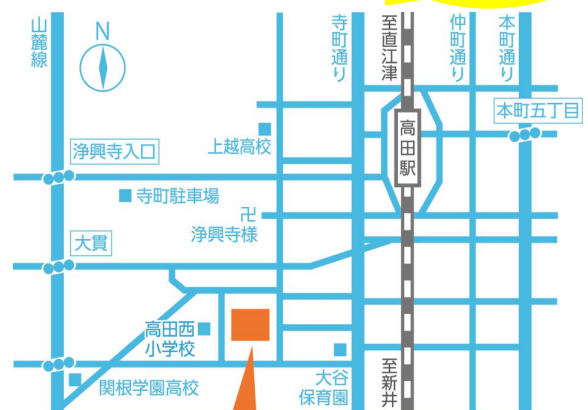 山麓線
N
寺町通り
至直江津
仲町通り
本町通り
本町五丁目
高田駅
上越高校
浄興寺入口
寺町駐車場
卍
浄興寺様
大貫
高田西
小学校
関根学園高校
大谷
保育園
至新井